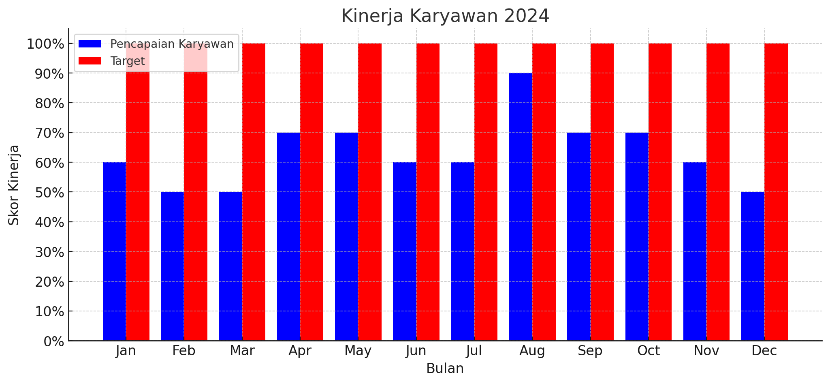 Kinerja Karyawan 2024
Pencapaian Karyawan
Target
Skor Kinerja
100%
90%
80%
70%
60%
50%
40%
30%
20%
10%
0%
Jan Feb Mar Apr May Jun Jul Aug Sep Oct Nov Dec
Bulan